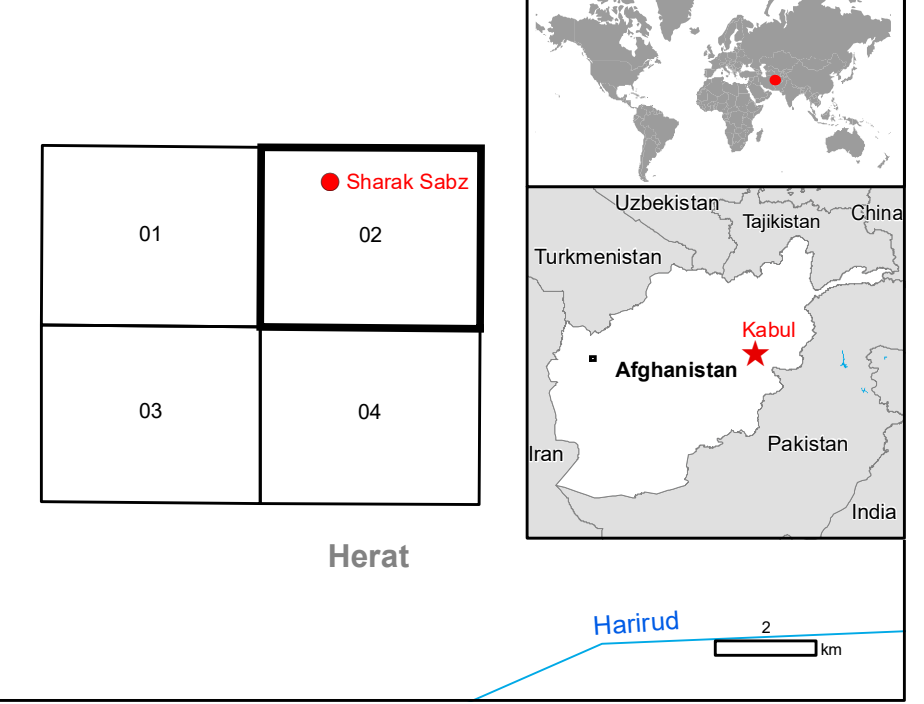 Sharak Sabz
01
02
03
04
Herat
Uzbekistan
Tajikistan
China
Turkmenistan
Kabul
Afghanistan
Iran
Pakistan
India
Harirud
2
km